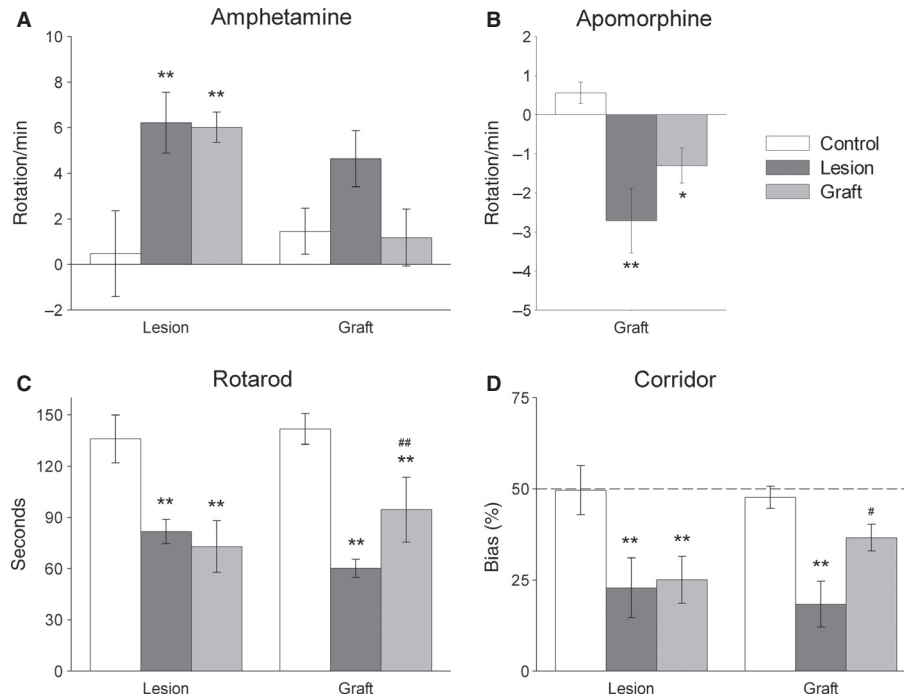 A Amphetamine
10
8
6
4
2
0
–2
Rotation/min
** **
Lesion Graft
B Apomorphine
2
1
0
–1
–2
–3
–4
–5
Rotation/min
**
*
Graft
Control
Lesion
Graft
C Rotarod
150
120
90
60
30
0
Seconds
** **
**
##
**
Lesion Graft
D Corridor
75
50
25
0
Bias (%)
** **
**
#
Lesion Graft